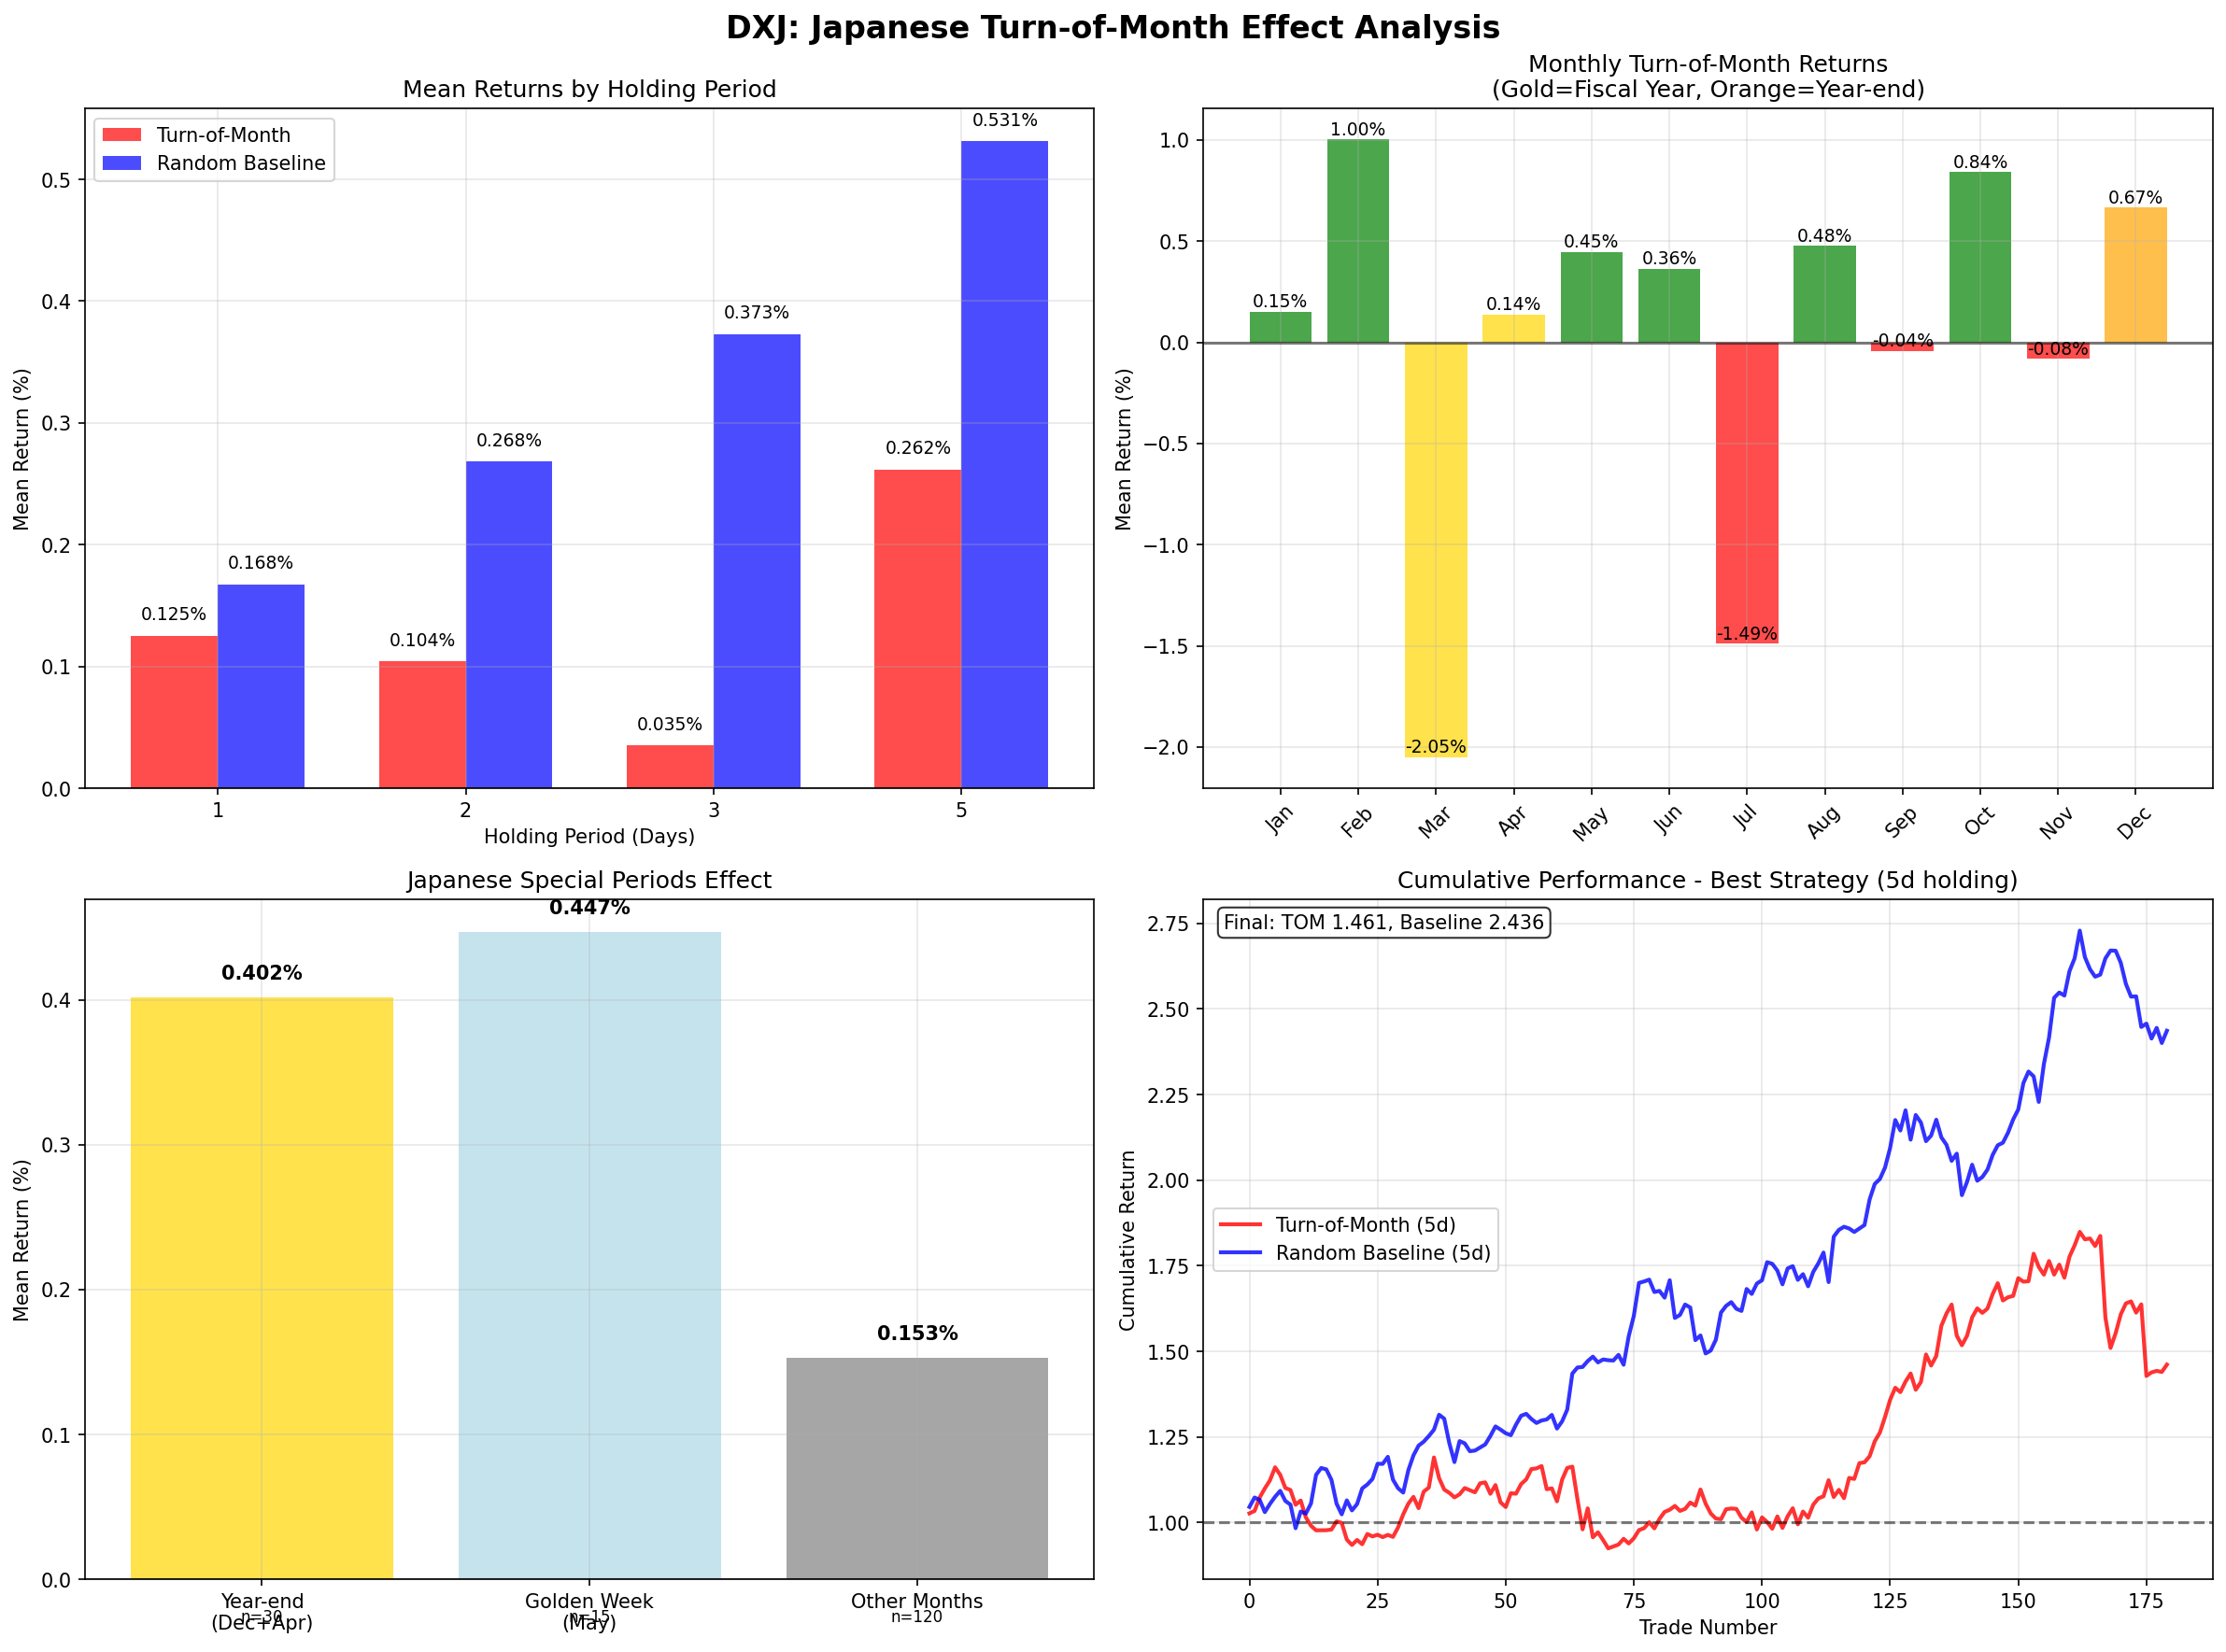 DXJ: Japanese Turn-of-Month Effect Analysis
Mean Returns by Holding Period
Turn-of-Month
Random Baseline
Mean Return (%)
0.5
0.4
0.3
0.2
0.1
0.0
0.125%
0.168%
0.104%
0.268%
0.035%
0.373%
0.262%
0.531%
1
2
3
5
Holding Period (Days)
Monthly Turn-of-Month Returns
(Gold=Fiscal Year, Orange=Year-end)
Mean Return (%)
1.0
0.5
0.0
−0.5
−1.0
−1.5
−2.0
0.15%
1.00%
-2.05%
0.14%
0.45%
0.36%
-1.49%
0.48%
-0.04%
0.84%
-0.08%
0.67%
Jan
Feb
Mar
Apr
May
Jun
Jul
Aug
Sep
Oct
Nov
Dec
Japanese Special Periods Effect
Mean Return (%)
0.4
0.3
0.2
0.1
0.0
0.402%
0.447%
0.153%
Year-end
(Dec+Apr)
n=30
Golden Week
(May)
n=15
Other Months
n=120
Cumulative Performance - Best Strategy (5d holding)
Final: TOM 1.461, Baseline 2.436
Turn-of-Month (5d)
Random Baseline (5d)
Cumulative Return
2.75
2.50
2.25
2.00
1.75
1.50
1.25
1.00
0
25
50
75
100
125
150
175
Trade Number